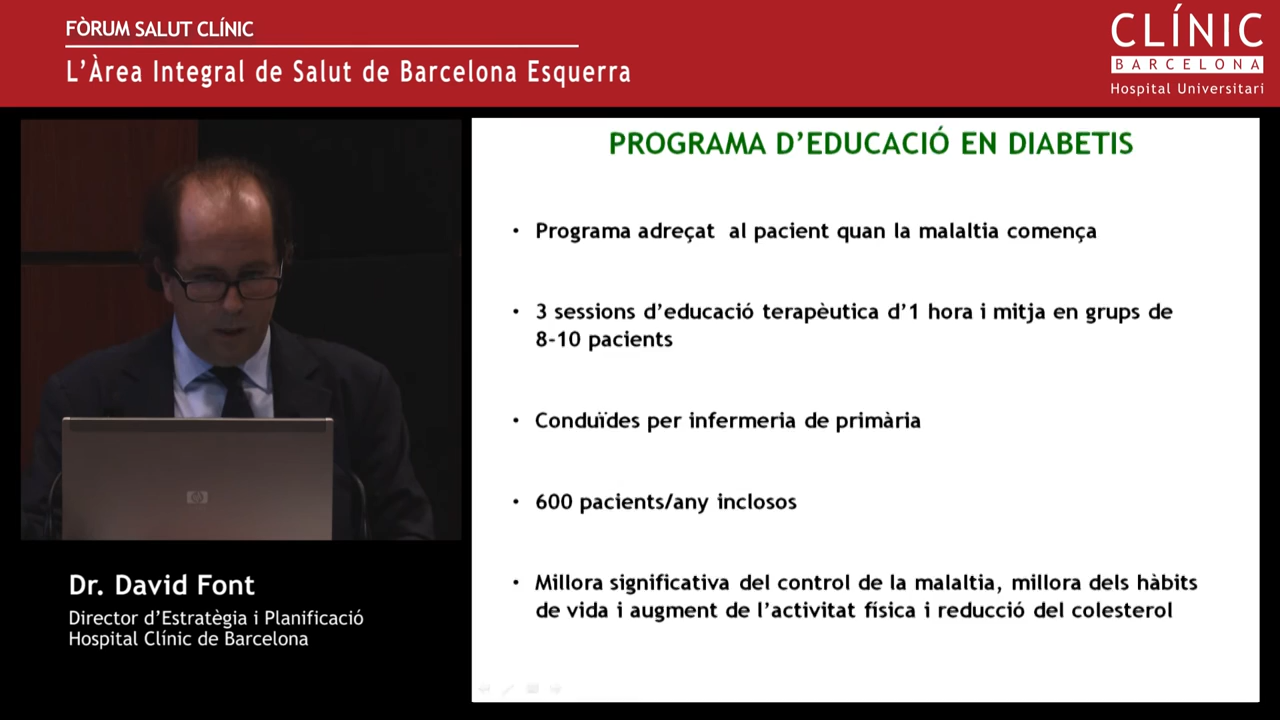 FÒRUM SALUT CLÍNIC
L'Àrea Integral de Salut de Barcelona Esquerra
CLÍNIC
BARCELONA
Hospital Universitari
PROGRAMA D'EDUCACIÓ EN DIABETIS
• Programa adreçat al pacient quan la malaltia comença
• 3 sessions d'educació terapèutica d'1 hora i mitja en grups de
8-10 pacients
• Conduïdes per infermeria de primària
• 600 pacients/any inclosos
• Millora significativa del control de la malaltia, millora dels hàbits
de vida i augment de l'activitat física i reducció del colesterol
hp
Dr. David Font
Director d'Estratègia i Planificació
Hospital Clínic de Barcelona